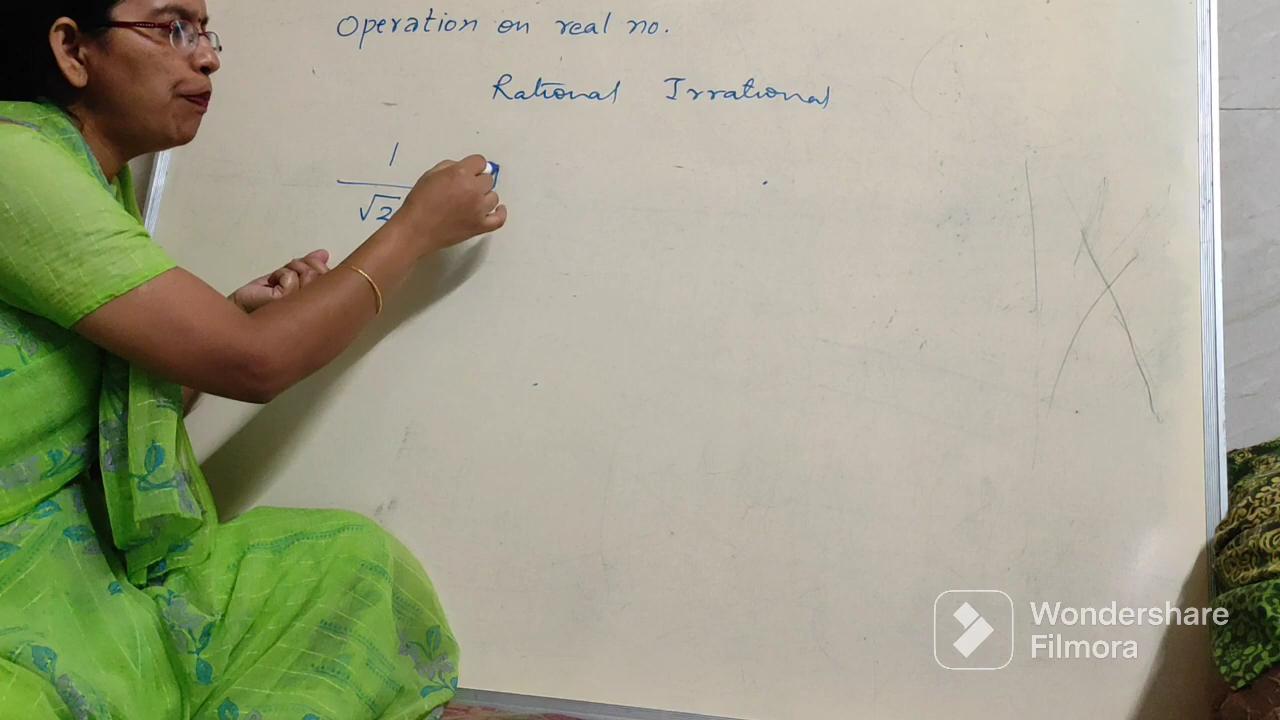 Operation on real no.
Rational Irrational
1
√2
Wondershare
Filmora